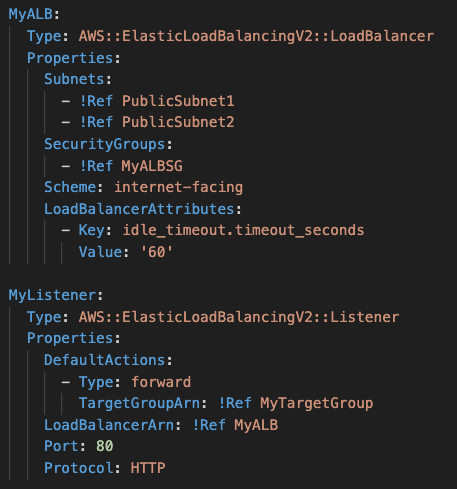 MyALB:
  Type: AWS::ElasticLoadBalancingV2::LoadBalancer
  Properties:
    Subnets:
      - !Ref PublicSubnet1
      - !Ref PublicSubnet2
    SecurityGroups:
      - !Ref MyALBSG
    Scheme: internet-facing
    LoadBalancerAttributes:
      - Key: idle_timeout.timeout_seconds
        Value: '60'

MyListener:
  Type: AWS::ElasticLoadBalancingV2::Listener
  Properties:
    DefaultActions:
      - Type: forward
        TargetGroupArn: !Ref MyTargetGroup
    LoadBalancerArn: !Ref MyALB
    Port: 80
    Protocol: HTTP